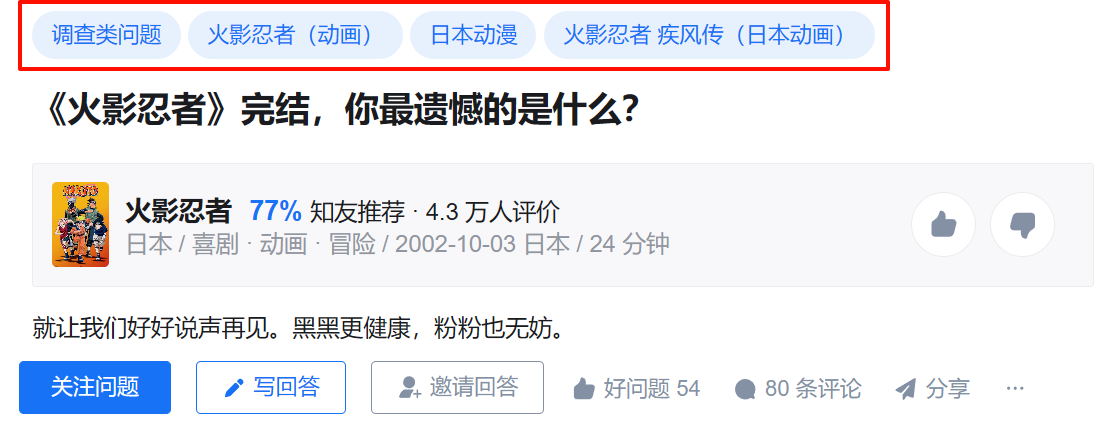 调查类问题 火影忍者（动画） 日本动漫 火影忍者 疾风传（日本动画）
《火影忍者》完结，你最遗憾的是什么？
火影忍者 77% 知友推荐 · 4.3 万人评价
日本 / 喜剧 · 动画 · 冒险 / 2002-10-03 日本 / 24 分钟
就让我们好好说声再见。黑黑更健康，粉粉也无妨。
关注问题 写回答 邀请回答 好问题 54 80 条评论 分享 ···